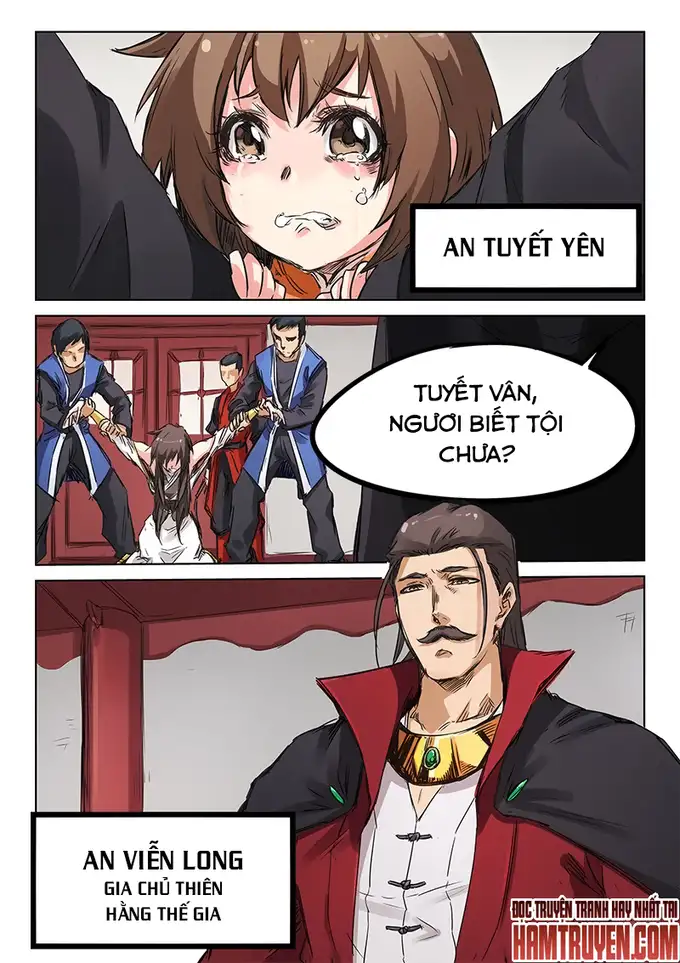 AN TUYẾT YÊN
TUYẾT VÂN,
NGƯƠI BIẾT TỘI
CHƯA?
AN VIỄN LONG
GIA CHỦ THIÊN
HẰNG THẾ GIA
ĐỌC TRUYỆN TRANH HAY NHẤT TẠI
HAMTRUYEN.COM